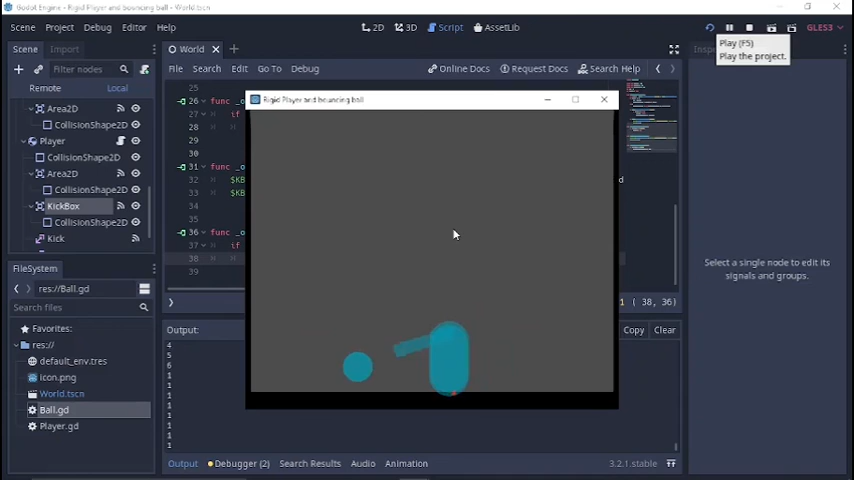 Godot Engine - Rigid Player and bouncing ball - World.tscn
Scene Project Debug Editor Help
2D 3D Script AssetLib
GLES3
Play (F5)
Play the project.
Scene Import
World
Filter nodes
File Search Edit Go To Debug
Online Docs Request Docs Search Help
Remote Local
Area2D
CollisionShape2D
Player
CollisionShape2D
Area2D
CollisionShape2D
KickBox
CollisionShape2D
Kick
25
26 func _o
27 if
28
29
30
31 func _o
32 $KB
33 $KB
34
35
36 func _o
37 if
38
39
d
Rigid Player and bouncing ball
1 ( 38, 36)
Select a single node to edit its
signals and groups.
FileSystem
res://Ball.gd
Search files
Favorites:
res://
default_env.tres
icon.png
World.tscn
Ball.gd
Player.gd
Output:
Copy Clear
4
5
6
1
1
1
1
1
1
1
1
Output Debugger (2) Search Results Audio Animation
3.2.1.stable